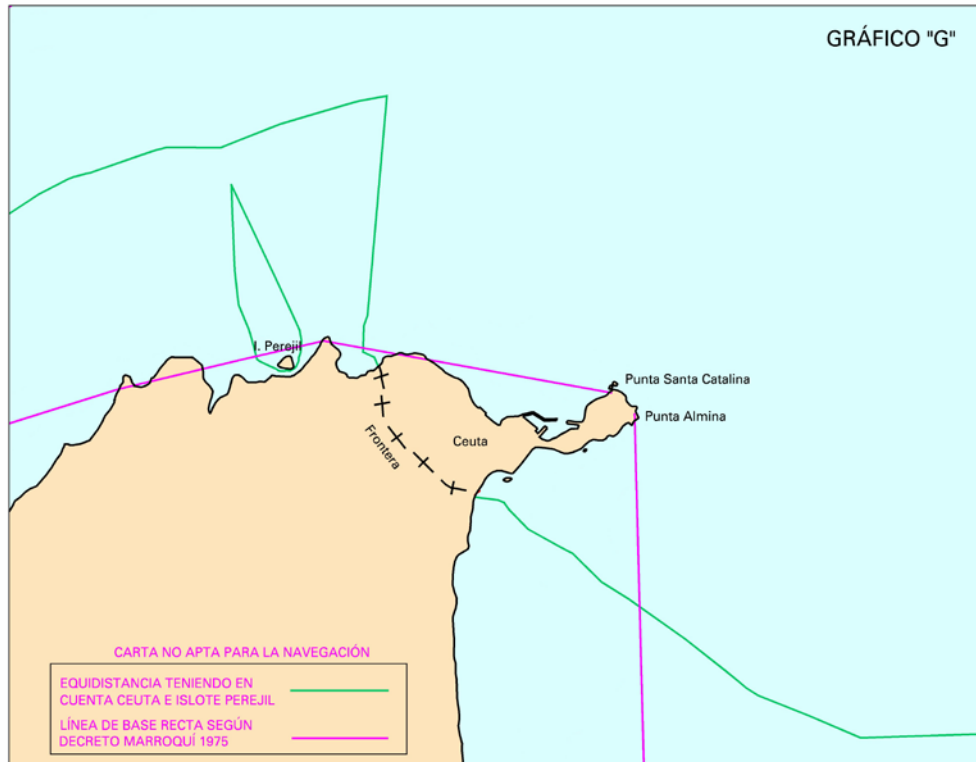 GRÁFICO "G"
I. Perejil
Punta Santa Catalina
Punta Almina
Ceuta
Frontera
CARTA NO APTA PARA LA NAVEGACIÓN
EQUIDISTANCIA TENIENDO EN
CUENTA CEUTA E ISLOTE PEREJIL
LÍNEA DE BASE RECTA SEGÚN
DECRETO MARROQUÍ 1975